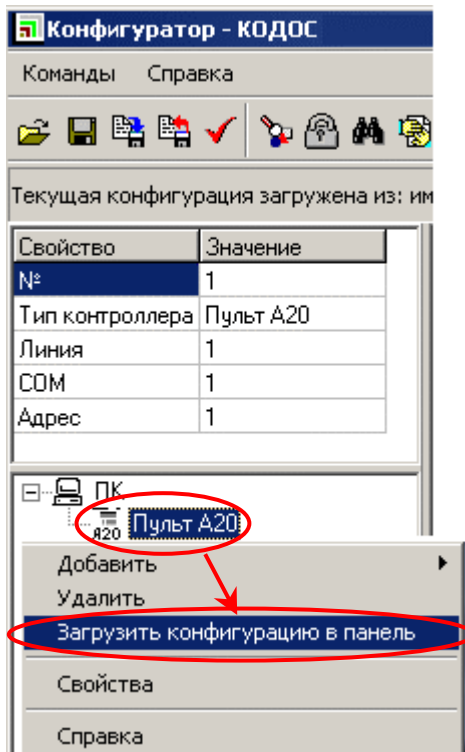 Конфигуратор - КОДОС
Команды Справка
Текущая конфигурация загружена из: им
Свойство Значение
№ 1
Тип контроллера Пульт А20
Линия 1
COM 1
Адрес 1
ПК
А20 Пульт А20
Добавить
Удалить
Загрузить конфигурацию в панель
Свойства
Справка